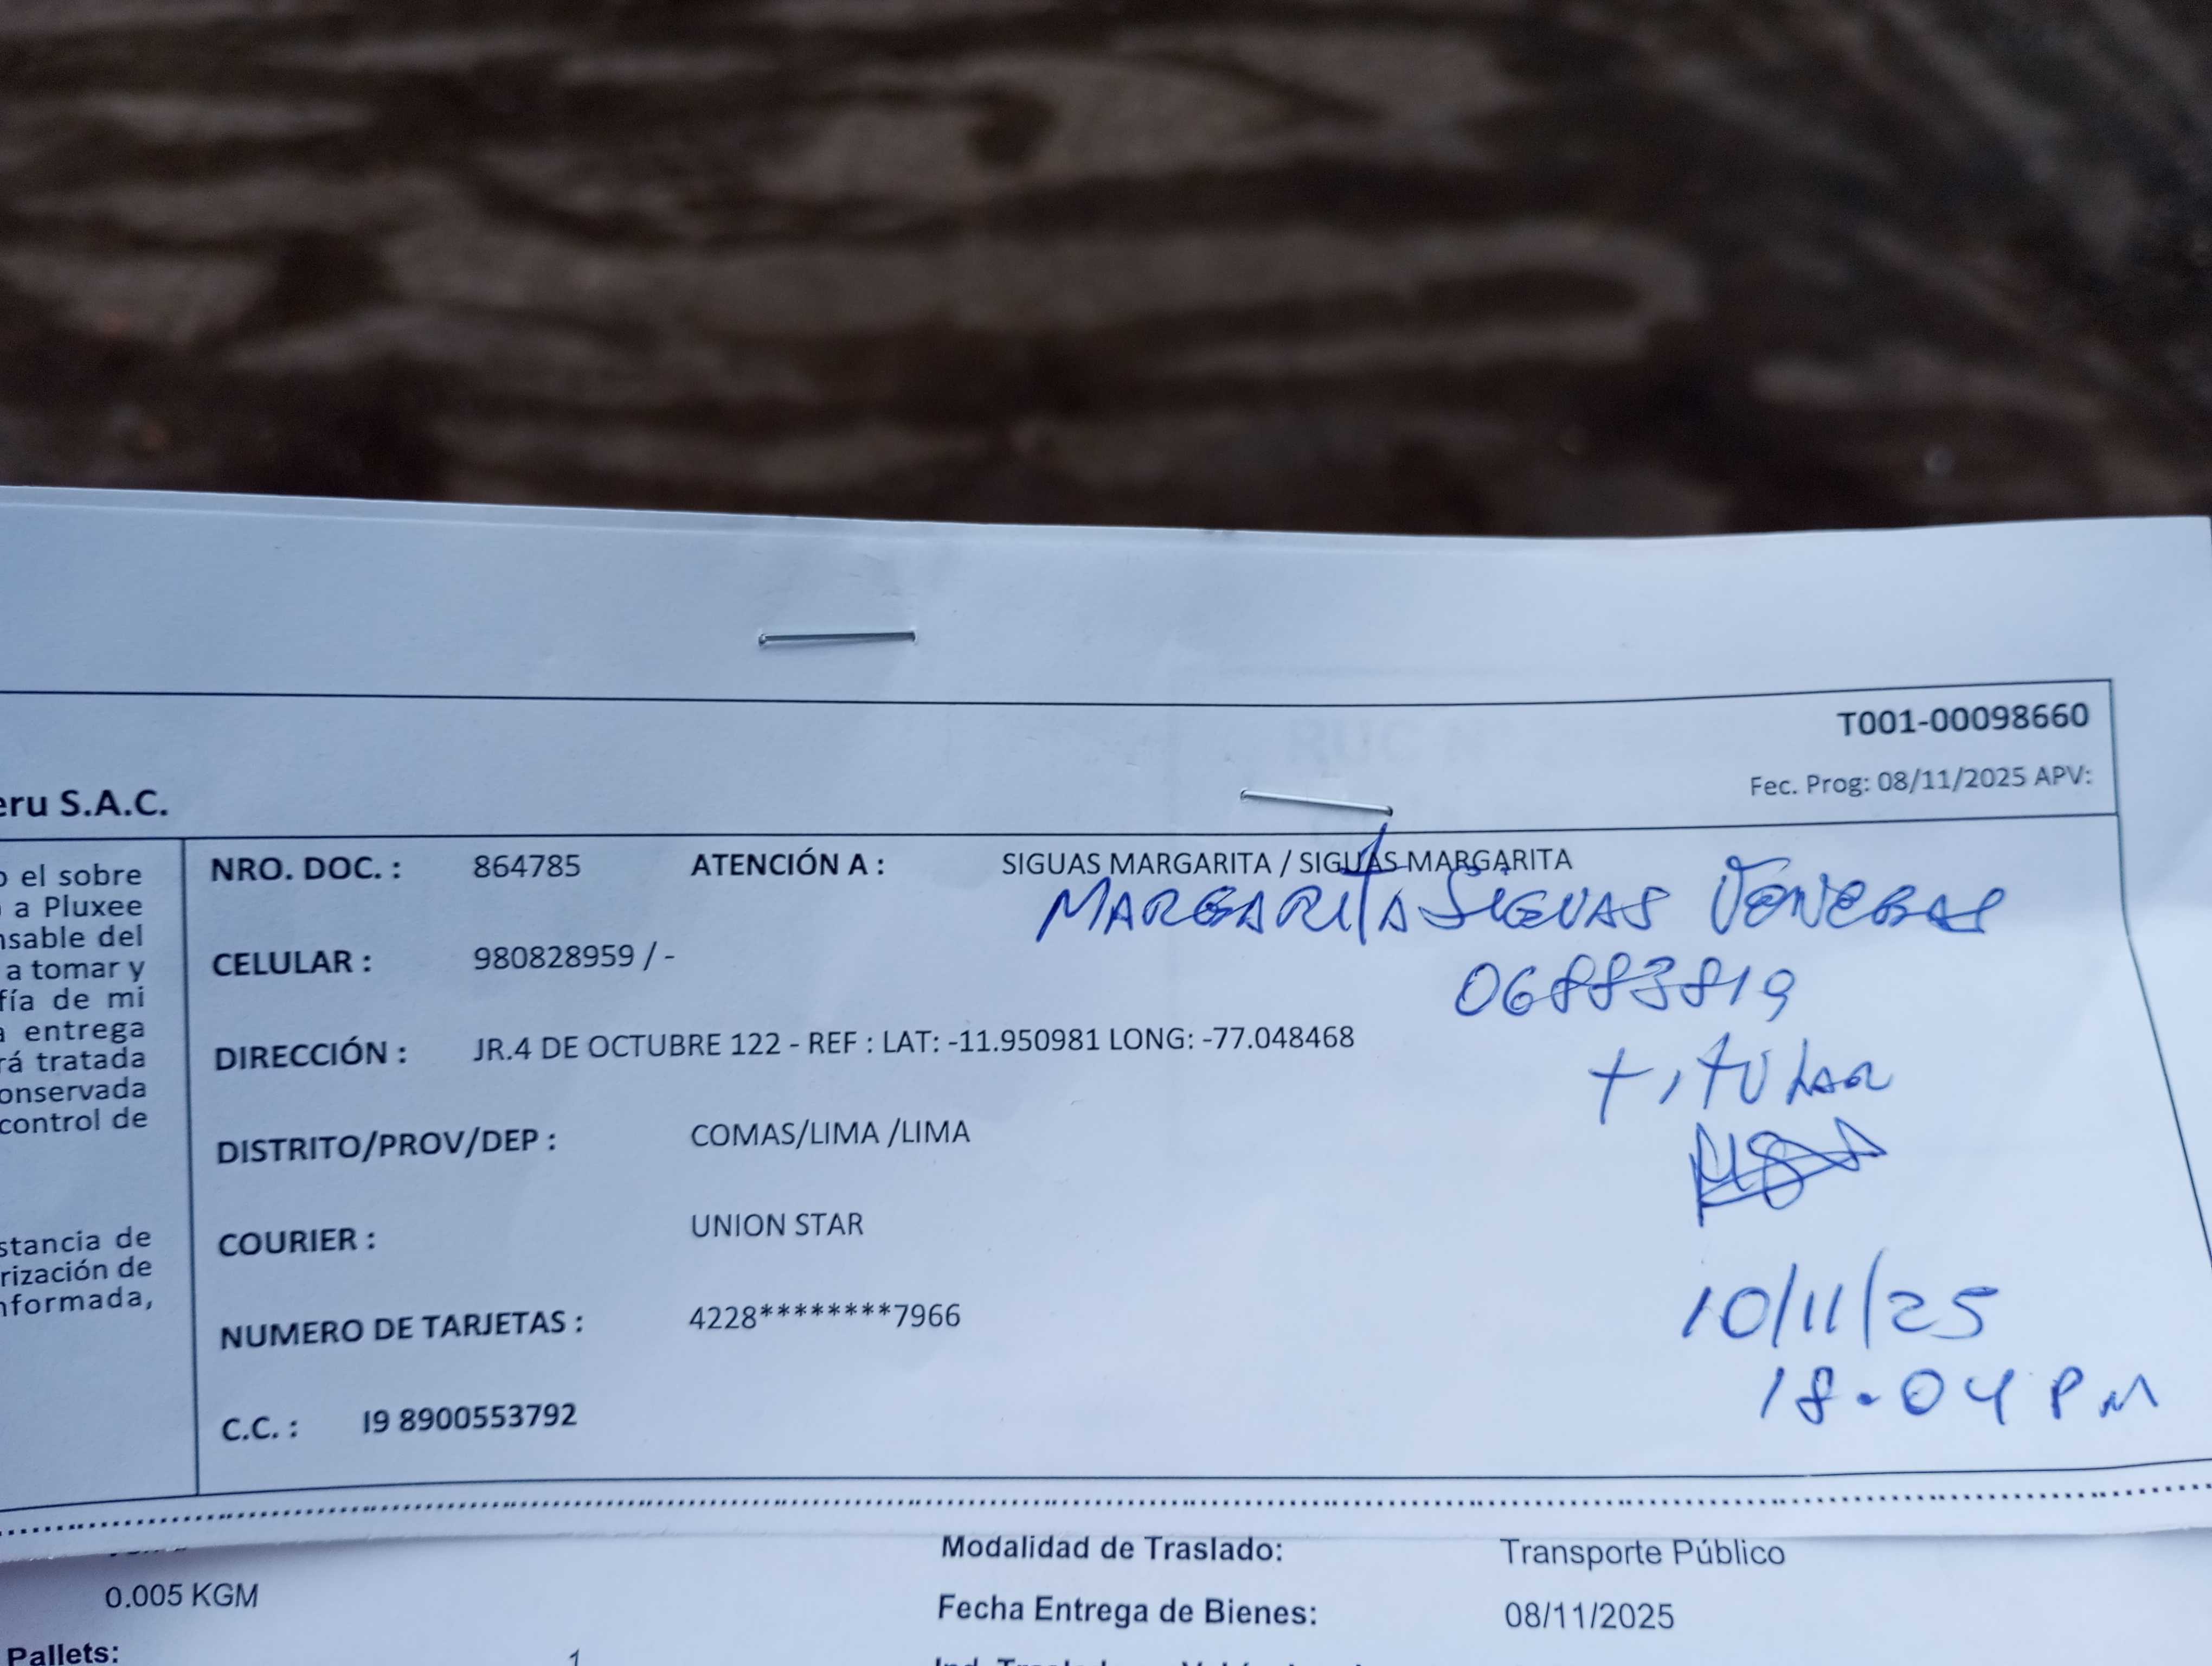 T001-00098660
Fec. Prog: 08/11/2025 APV:
eru S.A.C.
o el sobre
a Pluxee
nsable del
a tomar y
fía de mi
a entrega
rá tratada
onservada
control de
stancia de
rización de
nformada,
NRO. DOC. : 864785 ATENCIÓN A : SIGUAS MARGARITA / SIGUAS MARGARITA
MARGARITA SIGUAS VENEGAS
CELULAR : 980828959 / -
06883819
DIRECCIÓN : JR.4 DE OCTUBRE 122 - REF : LAT: -11.950981 LONG: -77.048468
titular
DISTRITO/PROV/DEP : COMAS/LIMA /LIMA
COURIER : UNION STAR
10/11/25
NUMERO DE TARJETAS : 4228********7966
18.04 PM
C.C. : I9 8900553792
Modalidad de Traslado: Transporte Público
0.005 KGM
Fecha Entrega de Bienes: 08/11/2025
Pallets: 1